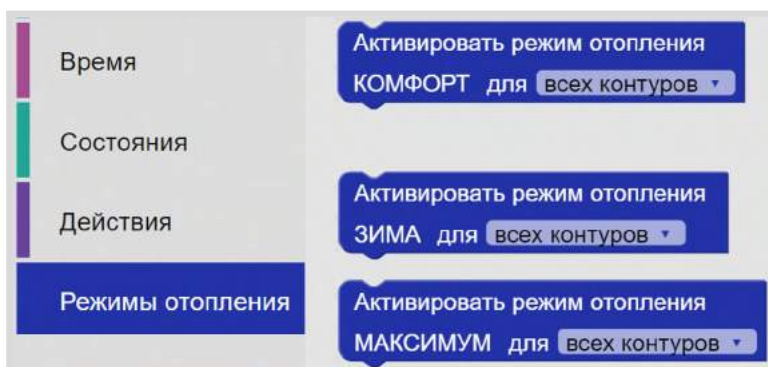 Время
Состояния
Действия
Режимы отопления
Активировать режим отопления
КОМФОРТ для всех контуров
Активировать режим отопления
ЗИМА для всех контуров
Активировать режим отопления
МАКСИМУМ для всех контуров